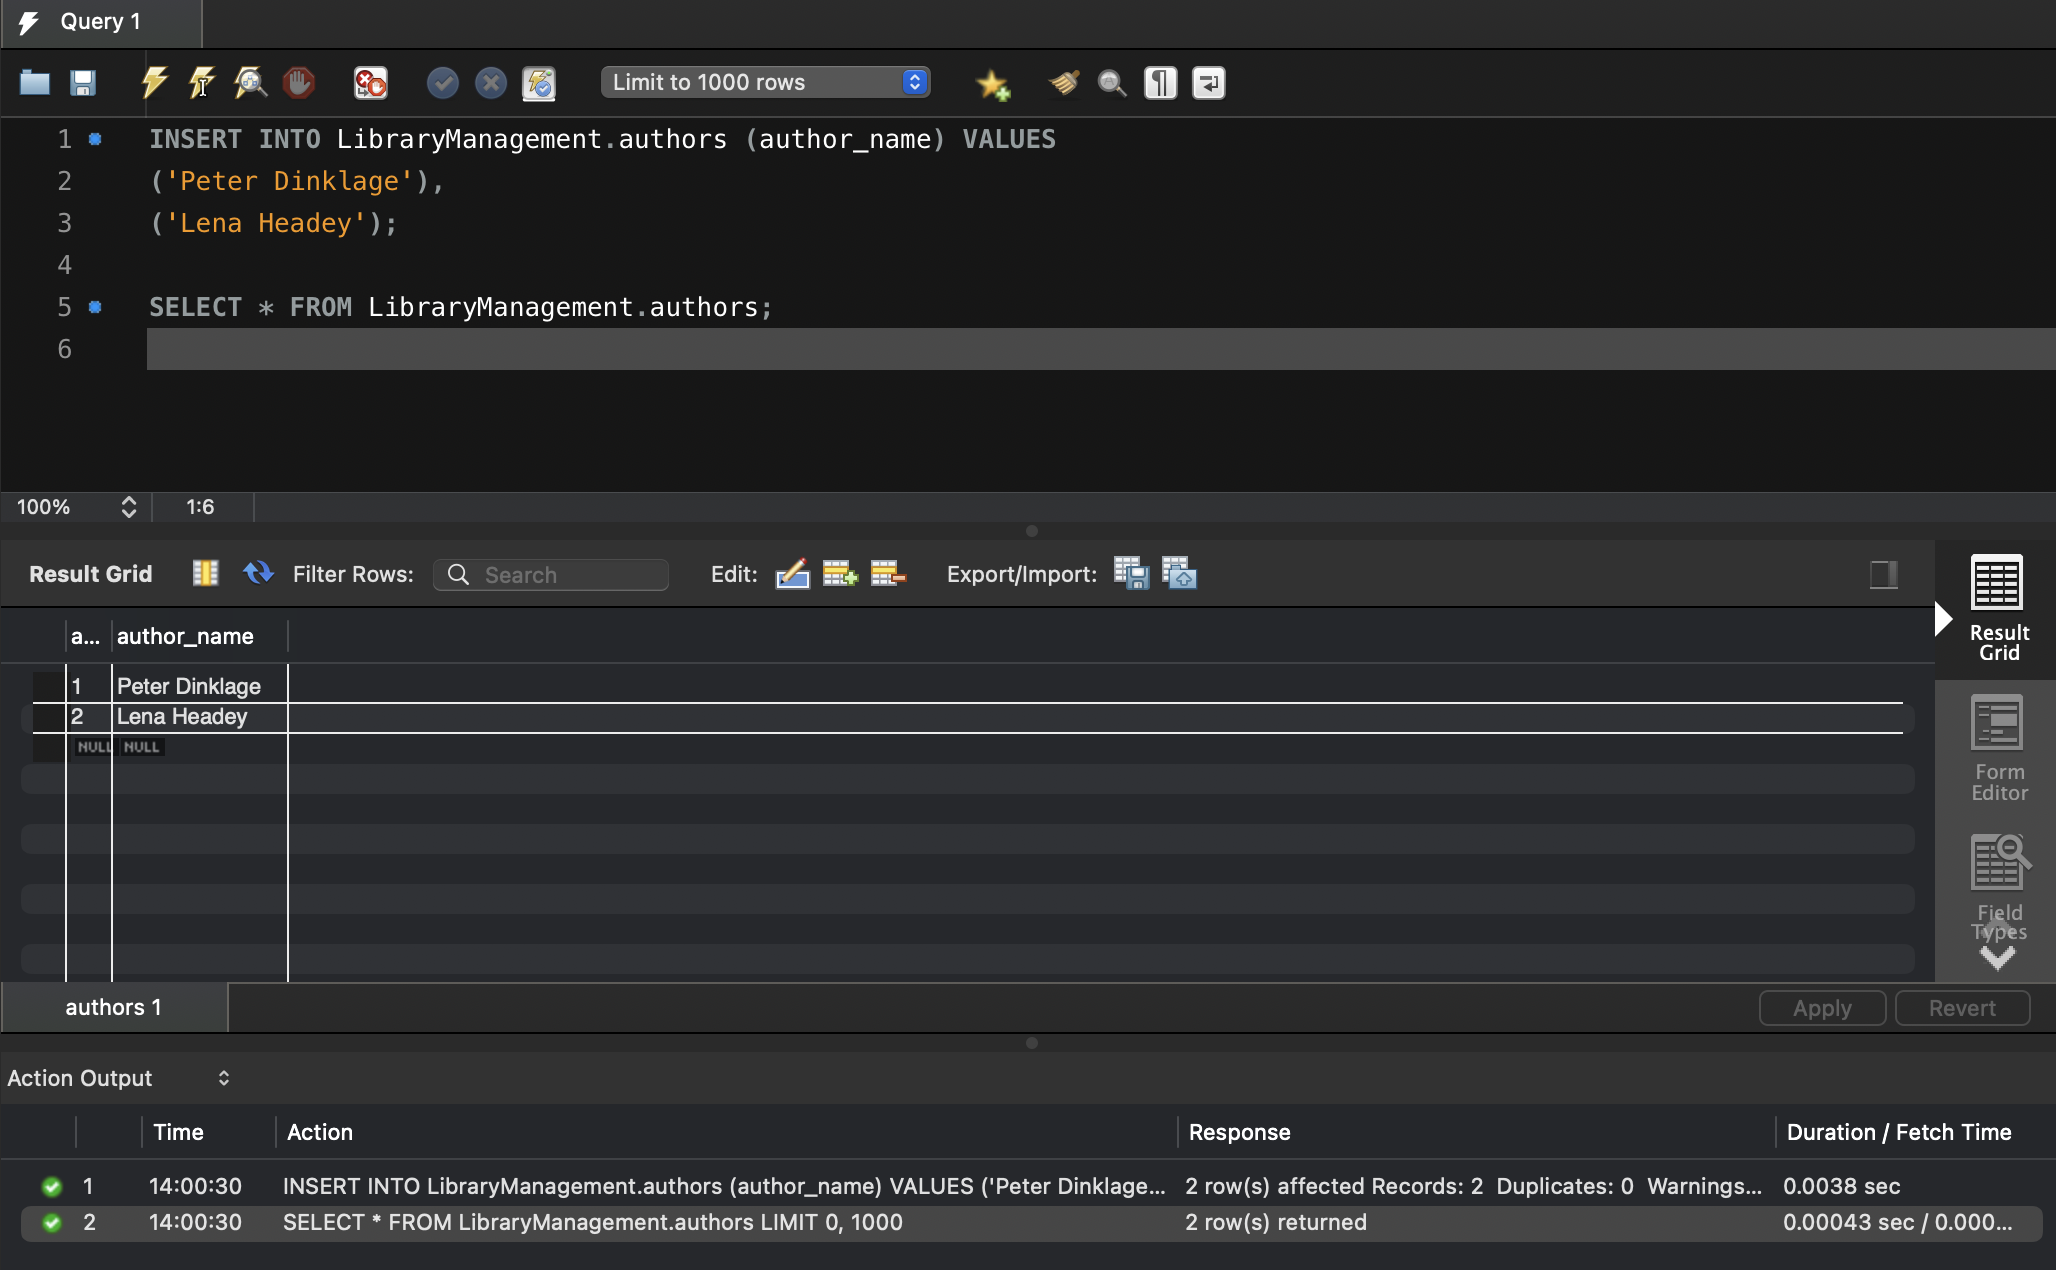 Query 1
Limit to 1000 rows
1 INSERT INTO LibraryManagement.authors (author_name) VALUES
2 ('Peter Dinklage'),
3 ('Lena Headey');
4
5 SELECT * FROM LibraryManagement.authors;
6
100% 1:6
Result Grid Filter Rows: Search Edit: Export/Import:
a... author_name
1 Peter Dinklage
2 Lena Headey
NULL NULL
Result
Grid
Form
Editor
Field
Types
authors 1 Apply Revert
Action Output
Time Action Response Duration / Fetch Time
1 14:00:30 INSERT INTO LibraryManagement.authors (author_name) VALUES ('Peter Dinklage... 2 row(s) affected Records: 2 Duplicates: 0 Warnings... 0.0038 sec
2 14:00:30 SELECT * FROM LibraryManagement.authors LIMIT 0, 1000 2 row(s) returned 0.00043 sec / 0.000...